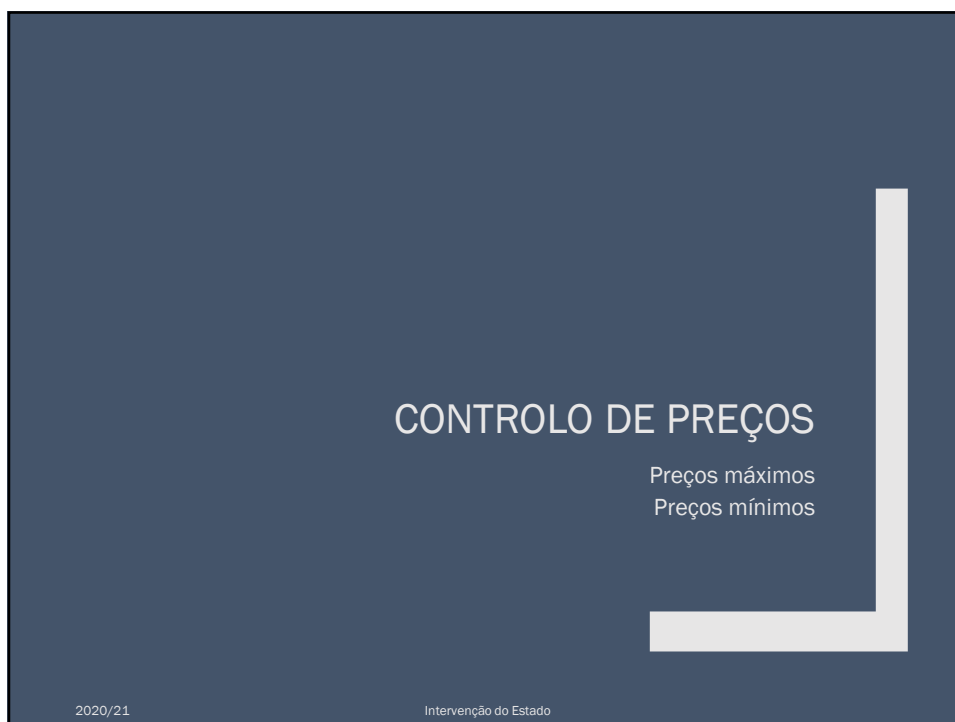 CONTROLO DE PREÇOS
Preços máximos
Preços mínimos
2020/21
Intervenção do Estado